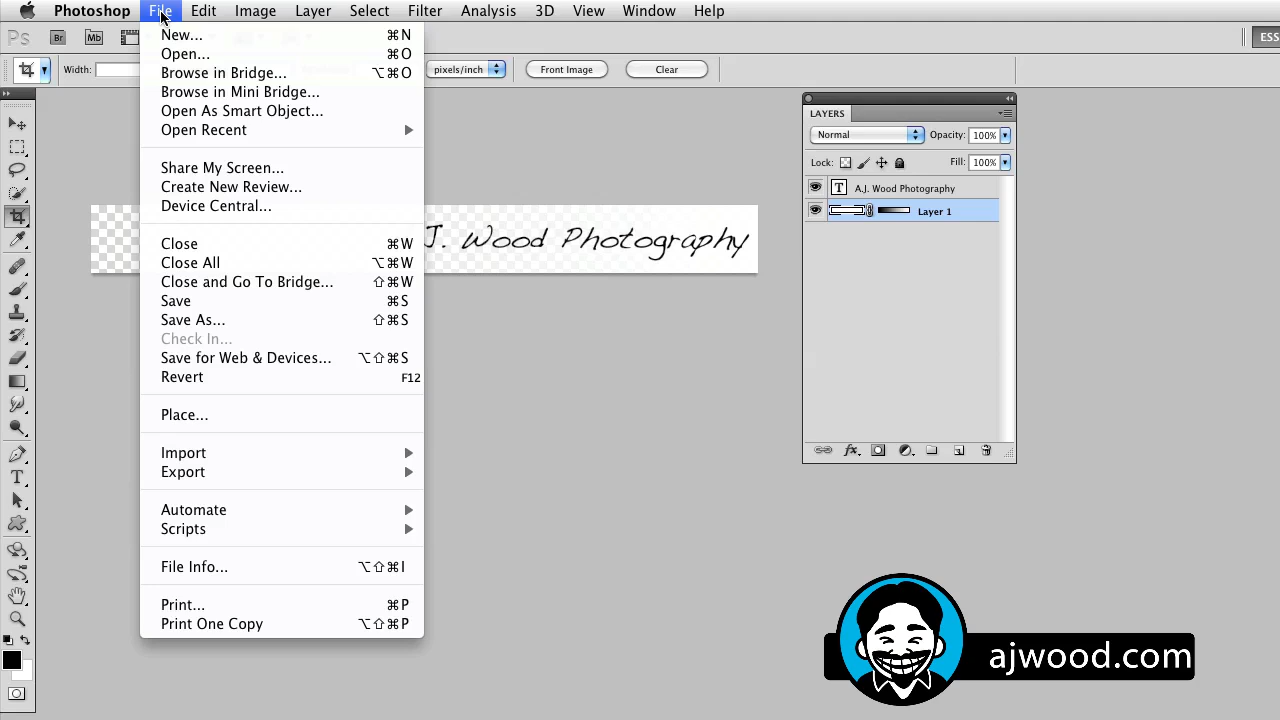 Photoshop File Edit Image Layer Select Filter Analysis 3D View Window Help
Ps Br Mb ESS
Width: pixels/inch Front Image Clear
New... ⌘N
Open... ⌘O
Browse in Bridge... ⌥⌘O
Browse in Mini Bridge...
Open As Smart Object...
Open Recent
Share My Screen...
Create New Review...
Device Central...
Close ⌘W
Close All ⌥⌘W
Close and Go To Bridge... ⇧⌘W
Save ⌘S
Save As... ⇧⌘S
Check In...
Save for Web & Devices... ⌥⇧⌘S
Revert F12
Place...
Import
Export
Automate
Scripts
File Info... ⌥⇧⌘I
Print... ⌘P
Print One Copy ⌥⇧⌘P
J. Wood Photography
LAYERS
Normal Opacity: 100%
Lock: Fill: 100%
T A.J. Wood Photography
Layer 1
ajwood.com